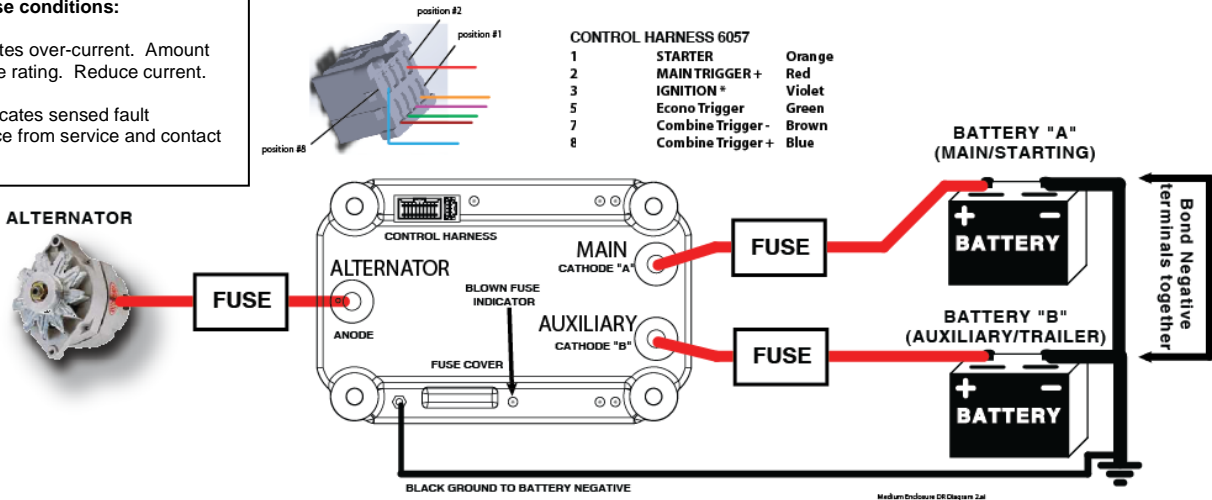 se conditions:
tes over-current. Amount
e rating. Reduce current.
cates sensed fault
ce from service and contact
position #2
position #1
position #8
CONTROL HARNESS 6057
1 STARTER Orange
2 MAIN TRIGGER + Red
3 IGNITION * Violet
5 Econo Trigger Green
7 Combine Trigger - Brown
8 Combine Trigger + Blue
ALTERNATOR
FUSE
CONTROL HARNESS
ALTERNATOR
ANODE
MAIN
CATHODE "A"
BLOWN FUSE
INDICATOR
AUXILIARY
CATHODE "B"
FUSE COVER
FUSE
FUSE
BATTERY "A"
(MAIN/STARTING)
+ -
BATTERY
BATTERY "B"
(AUXILIARY/TRAILER)
+ -
BATTERY
Bond Negative
terminals together
BLACK GROUND TO BATTERY NEGATIVE
Medium Enclosure DR Diagram 2.ai